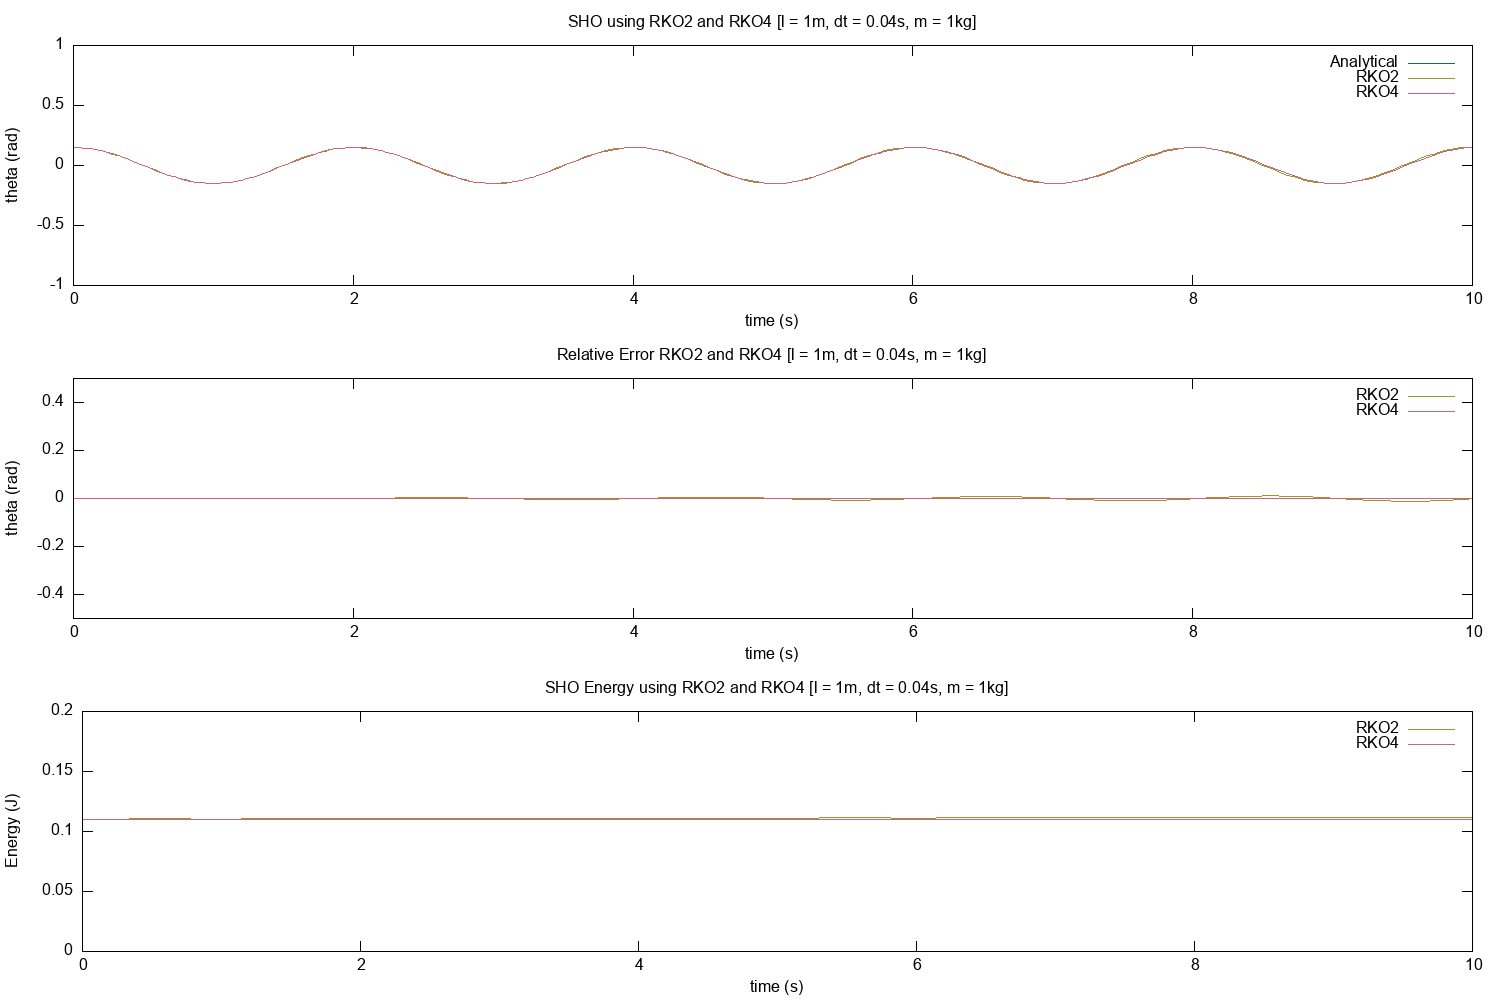 SHO using RKO2 and RKO4 [l = 1m, dt = 0.04s, m = 1kg]
1
0.5
0
-0.5
-1
theta (rad)
Analytical
RKO2
RKO4
0 2 4 6 8 10
time (s)
Relative Error RKO2 and RKO4 [l = 1m, dt = 0.04s, m = 1kg]
0.4
0.2
0
-0.2
-0.4
theta (rad)
RKO2
RKO4
0 2 4 6 8 10
time (s)
SHO Energy using RKO2 and RKO4 [l = 1m, dt = 0.04s, m = 1kg]
0.2
0.15
0.1
0.05
0
Energy (J)
RKO2
RKO4
0 2 4 6 8 10
time (s)